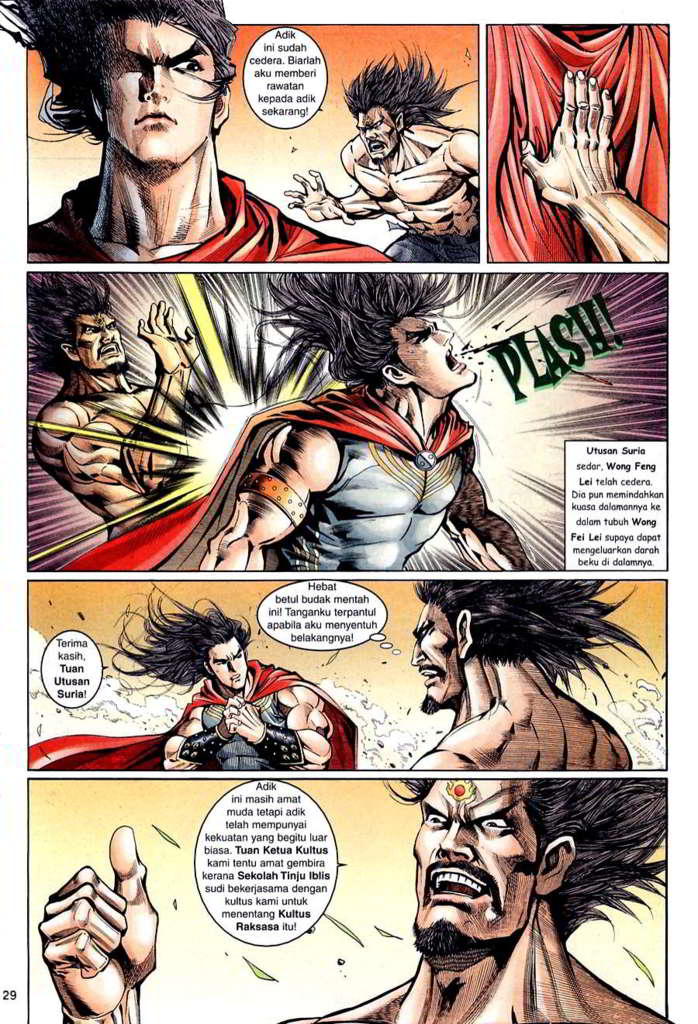 Adik
ini sudah
cedera. Biarlah
aku memberi
rawatan
kepada adik
sekarang!
PLASH!
Utusan Suria
sedar, Wong Feng
Lei telah cedera.
Dia pun memindahkan
kuasa dalamannya ke
dalam tubuh Wong
Fei Lei supaya dapat
mengeluarkan darah
beku di dalamnya.
Hebat
betul budak mentah
ini! Tanganku terpantul
apabila aku menyentuh
belakangnya!
Terima
kasih,
Tuan
Utusan
Suria!
Adik
ini masih amat
muda tetapi adik
telah mempunyai
kekuatan yang begitu luar
biasa. Tuan Ketua Kultus
kami tentu amat gembira
kerana Sekolah Tinju Iblis
sudi bekerjasama dengan
kultus kami untuk
menentang Kultus
Raksasa itu!
29